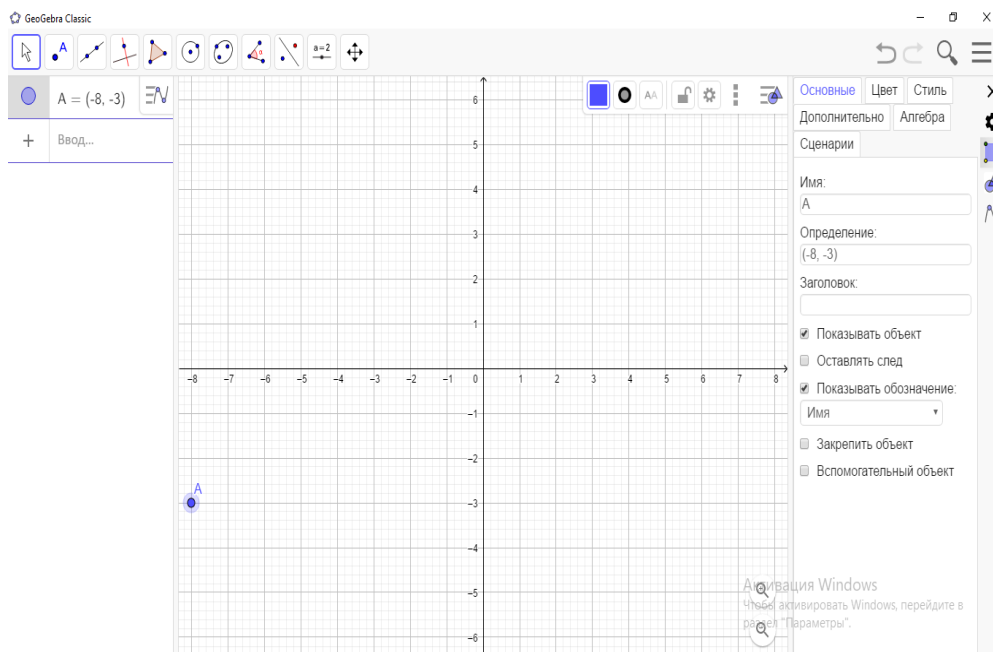 GeoGebra Classic
A
a=2
A = (-8, -3)
Ввод...
AA
Основные Цвет Стиль
Дополнительно Алгебра
Сценарии
Имя:
A
Определение:
(-8, -3)
Заголовок:
Показывать объект
Оставлять след
Показывать обозначение:
Имя
Закрепить объект
Вспомогательный объект
6
5
4
3
2
1
–8 –7 –6 –5 –4 –3 –2 –1 0 1 2 3 4 5 6 7 8
–1
–2
–3
–4
–5
–6
A
Активация Windows
Чтобы активировать Windows, перейдите в
раздел "Параметры".